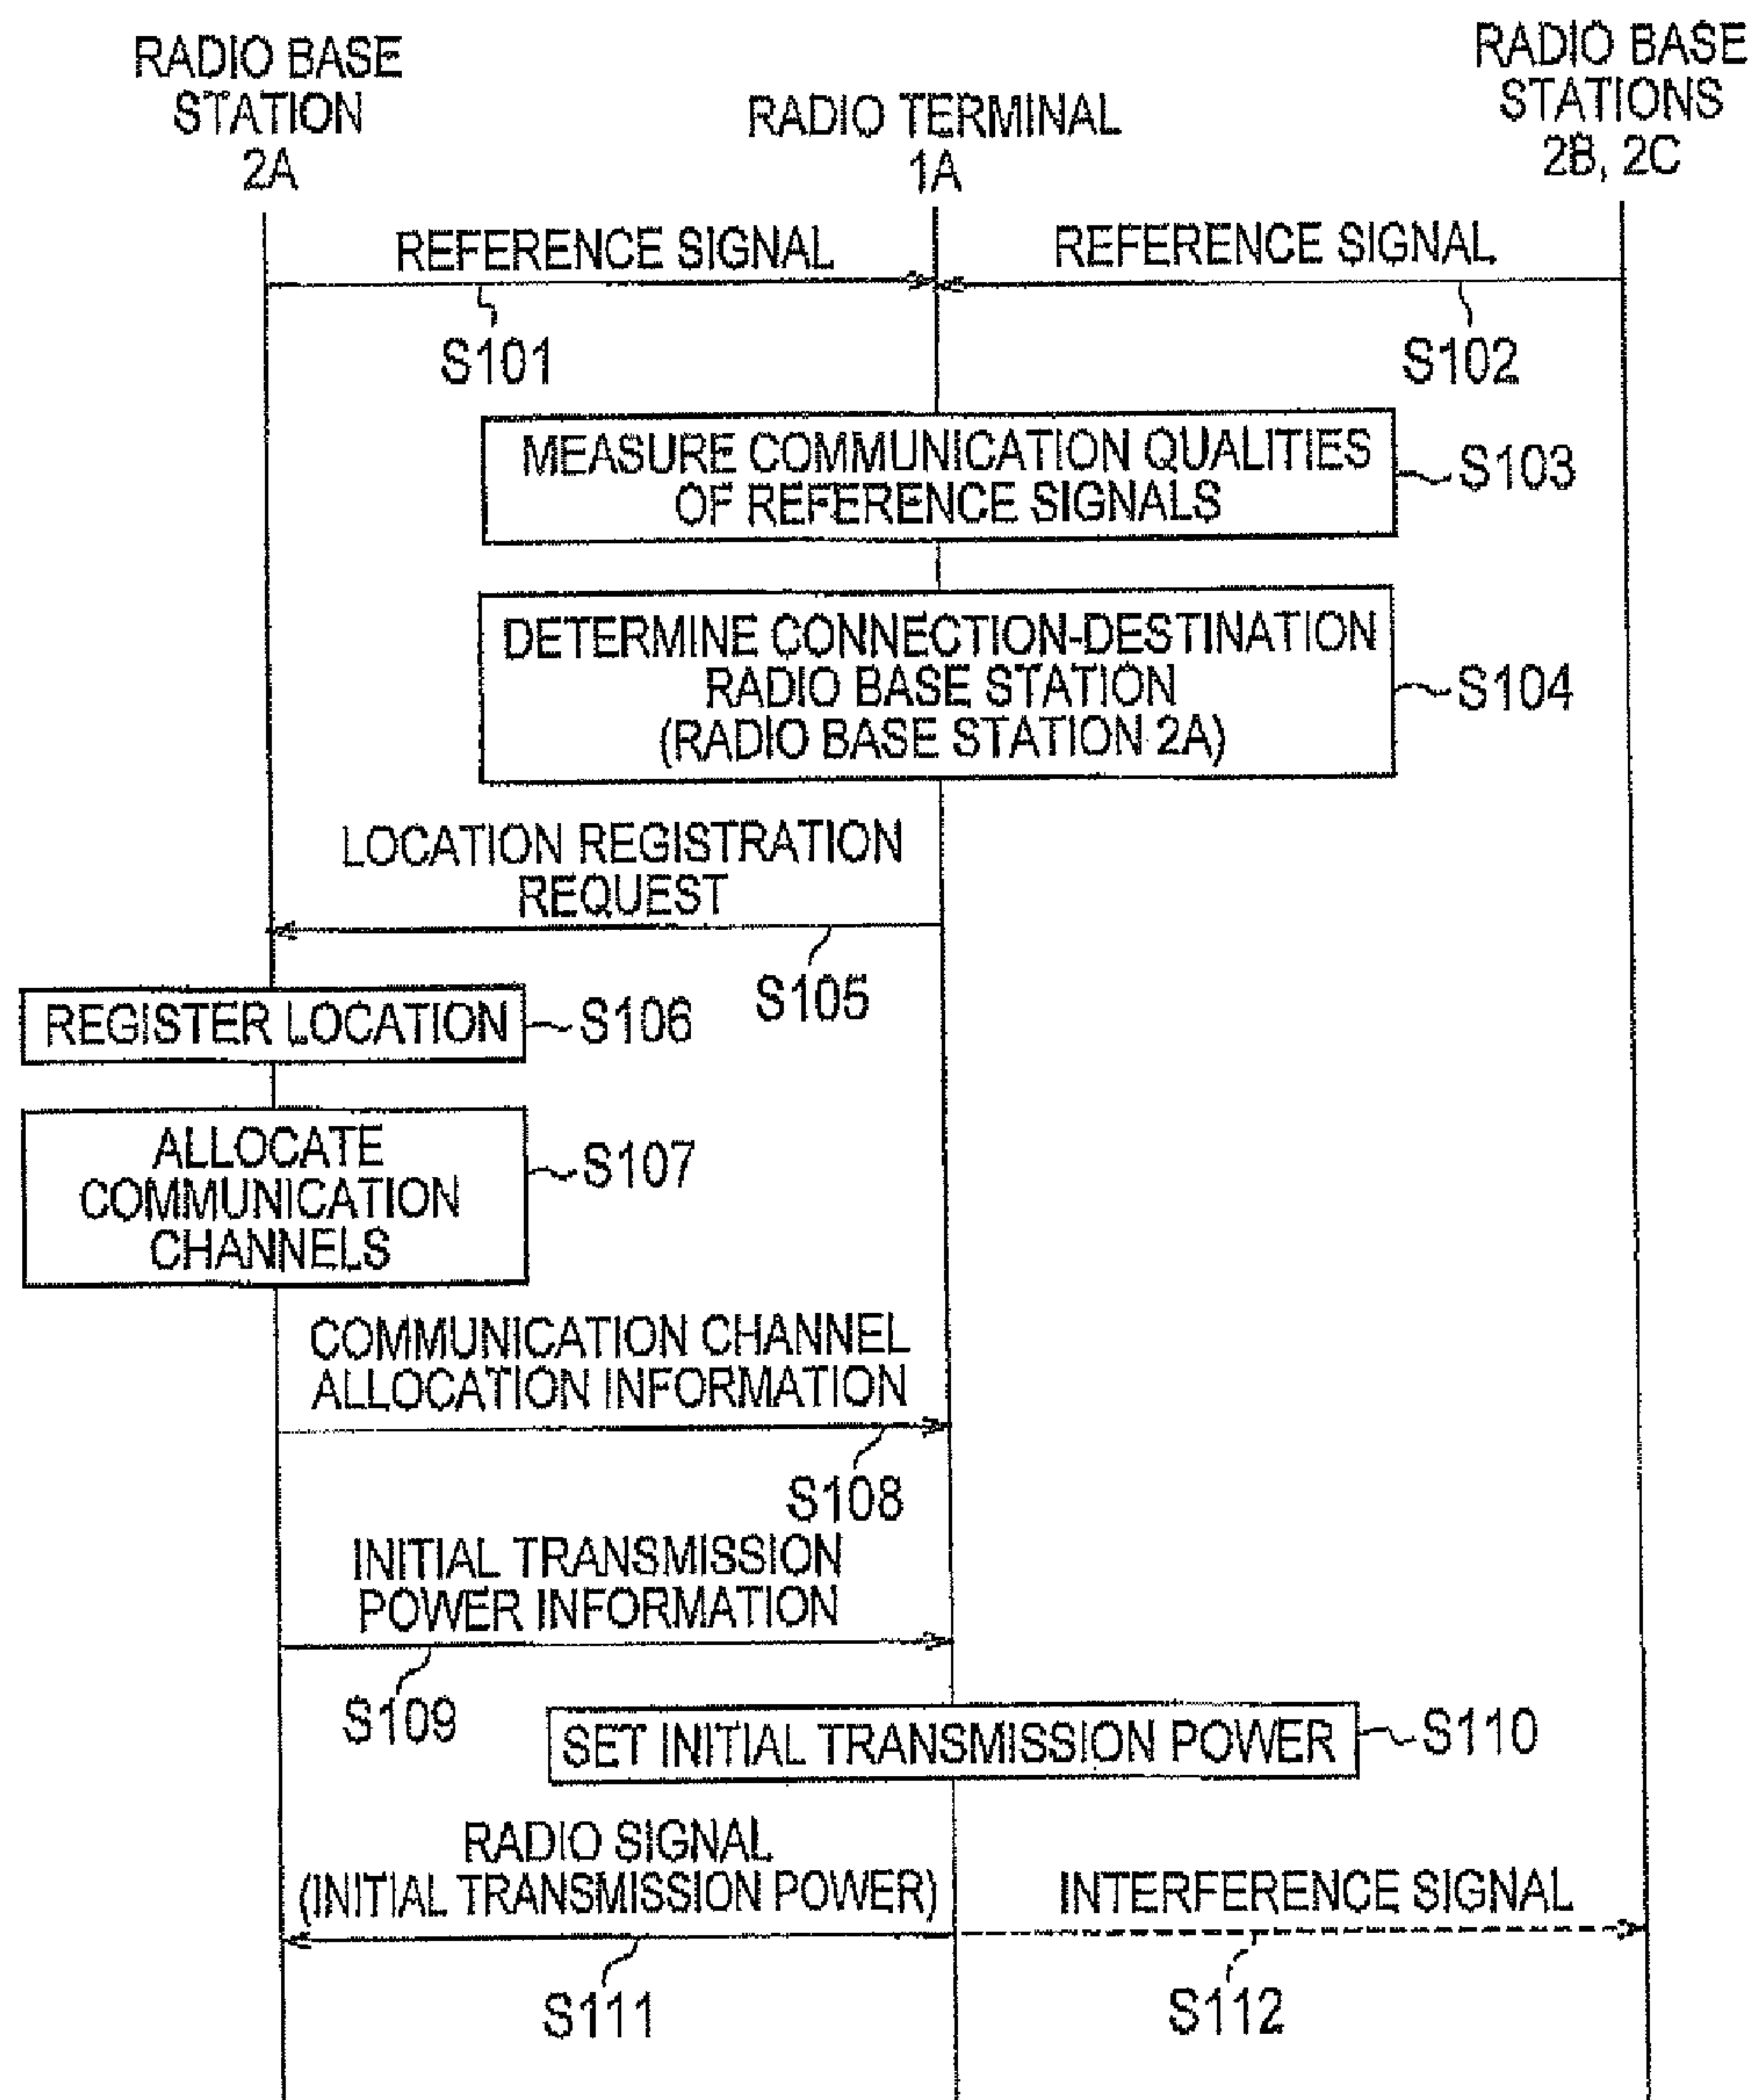 RADIO BASE
STATION
2A
RADIO TERMINAL
1A
RADIO BASE
STATIONS
2B, 2C
REFERENCE SIGNAL
REFERENCE SIGNAL
S101
S102
MEASURE COMMUNICATION QUALITIES
OF REFERENCE SIGNALS
S103
DETERMINE CONNECTION-DESTINATION
RADIO BASE STATION
(RADIO BASE STATION 2A)
S104
LOCATION REGISTRATION
REQUEST
S105
REGISTER LOCATION
S106
ALLOCATE
COMMUNICATION
CHANNELS
S107
COMMUNICATION CHANNEL
ALLOCATION INFORMATION
S108
INITIAL TRANSMISSION
POWER INFORMATION
S109
SET INITIAL TRANSMISSION POWER
S110
RADIO SIGNAL
(INITIAL TRANSMISSION POWER)
INTERFERENCE SIGNAL
S111
S112